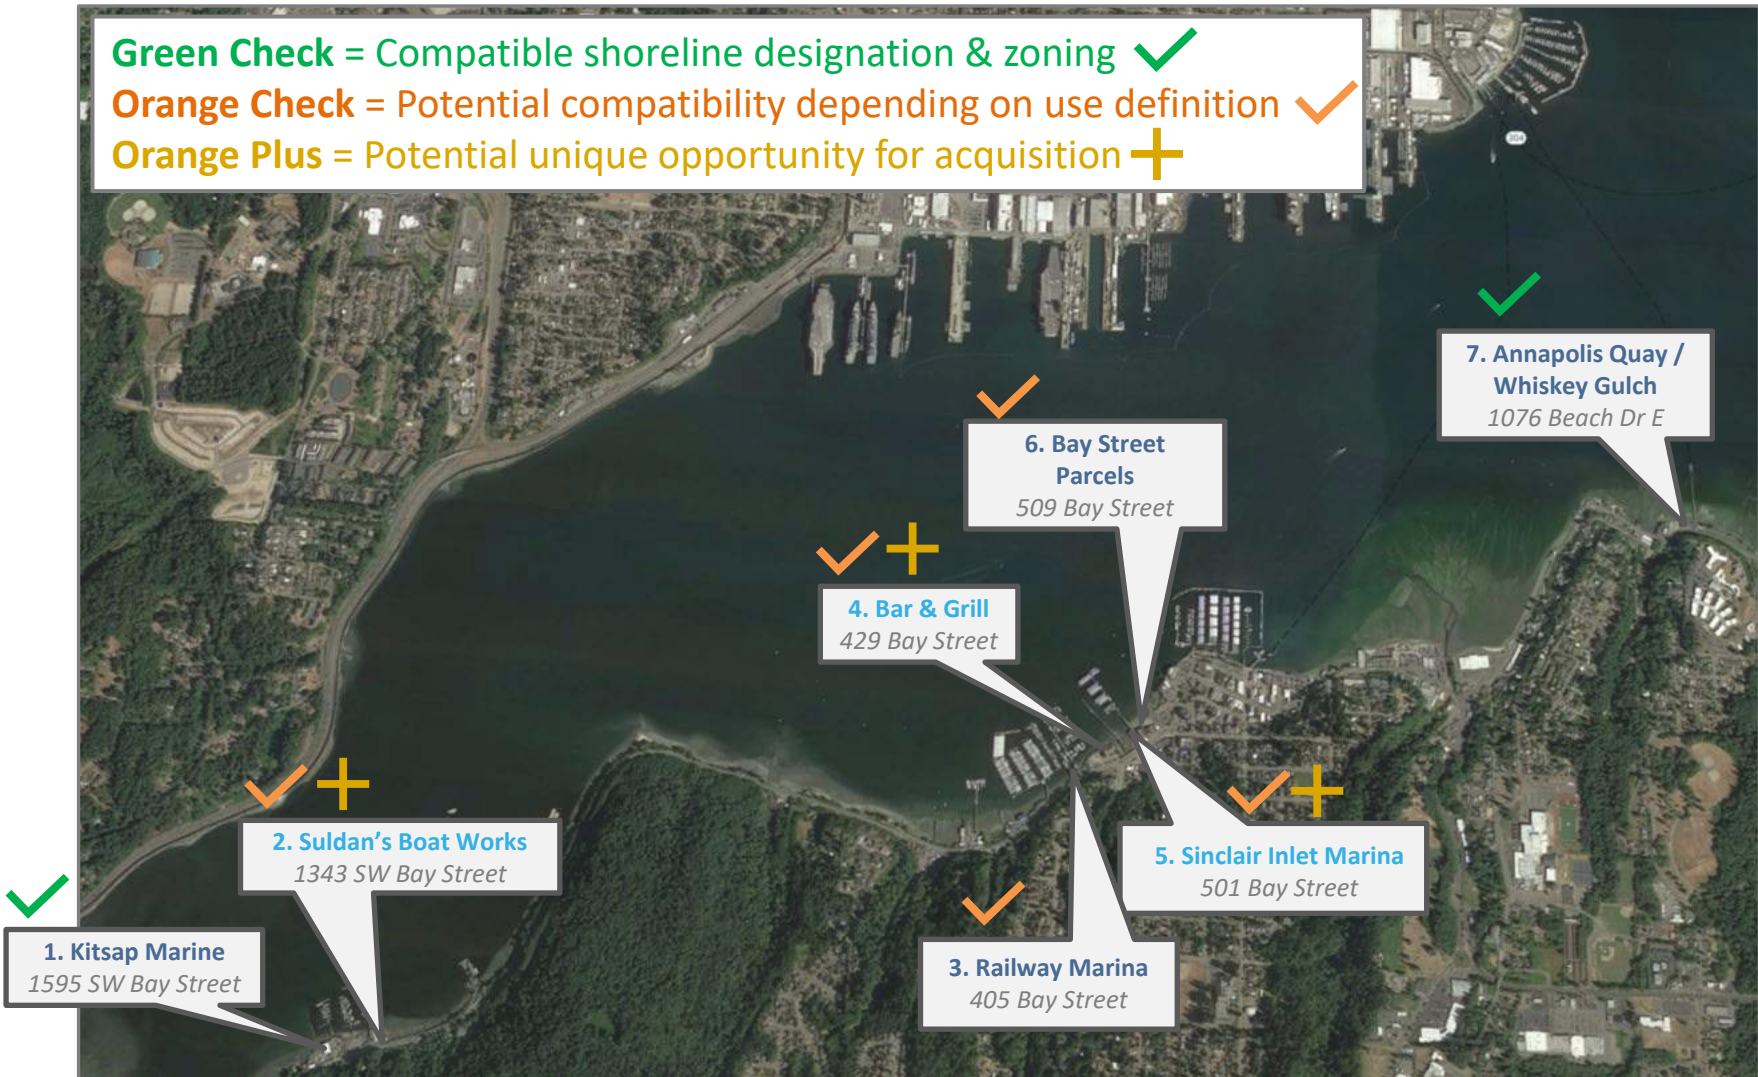 Green Check = Compatible shoreline designation & zoning
Orange Check = Potential compatibility depending on use definition
Orange Plus = Potential unique opportunity for acquisition
304
7. Annapolis Quay /
Whiskey Gulch
1076 Beach Dr E
6. Bay Street
Parcels
509 Bay Street
4. Bar & Grill
429 Bay Street
2. Suldan’s Boat Works
1343 SW Bay Street
5. Sinclair Inlet Marina
501 Bay Street
1. Kitsap Marine
1595 SW Bay Street
3. Railway Marina
405 Bay Street